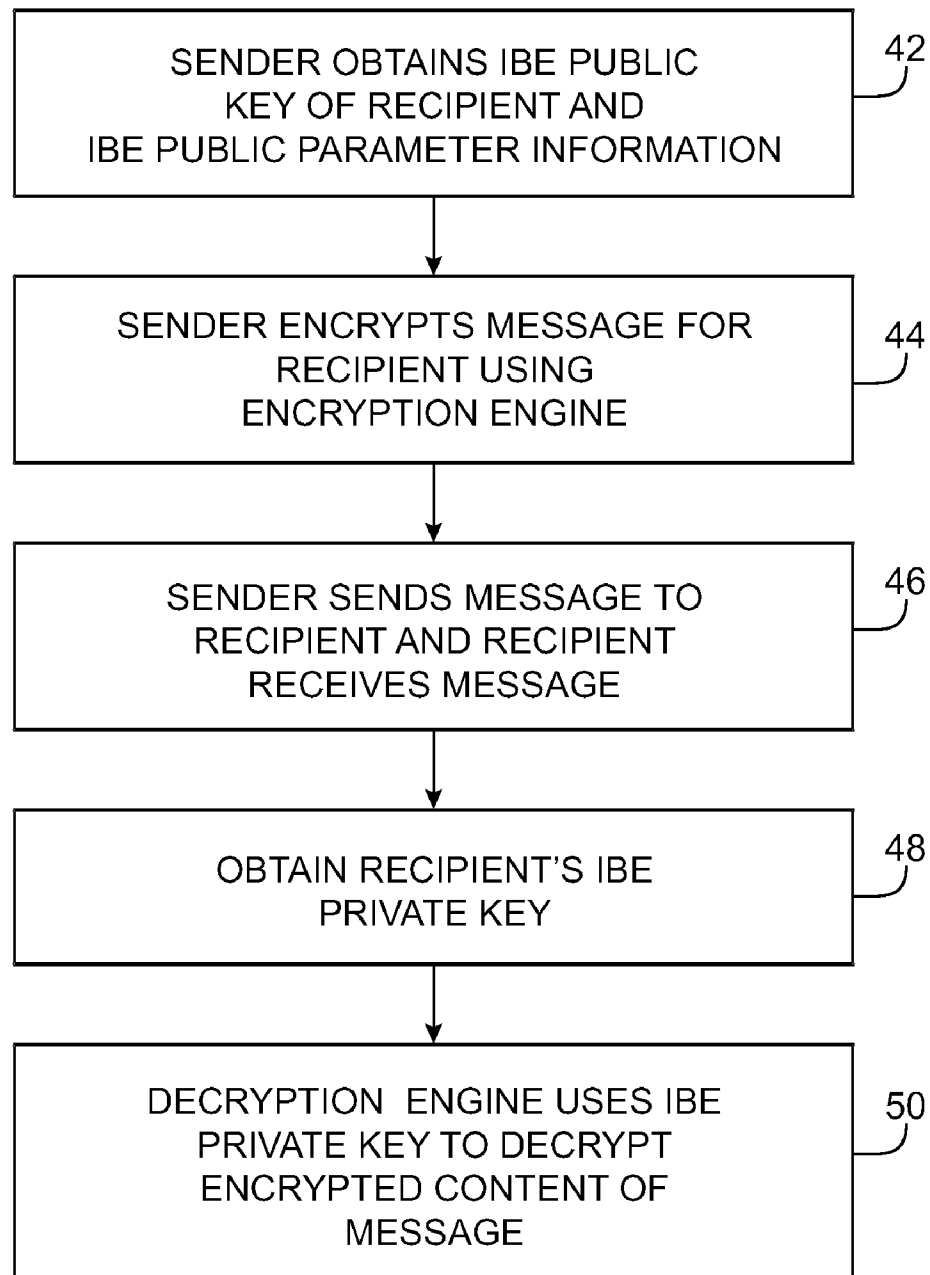 SENDER OBTAINS IBE PUBLIC
KEY OF RECIPIENT AND
IBE PUBLIC PARAMETER INFORMATION
42
SENDER ENCRYPTS MESSAGE FOR
RECIPIENT USING
ENCRYPTION ENGINE
44
SENDER SENDS MESSAGE TO
RECIPIENT AND RECIPIENT
RECEIVES MESSAGE
46
OBTAIN RECIPIENT’S IBE
PRIVATE KEY
48
DECRYPTION ENGINE USES IBE
PRIVATE KEY TO DECRYPT
ENCRYPTED CONTENT OF
MESSAGE
50